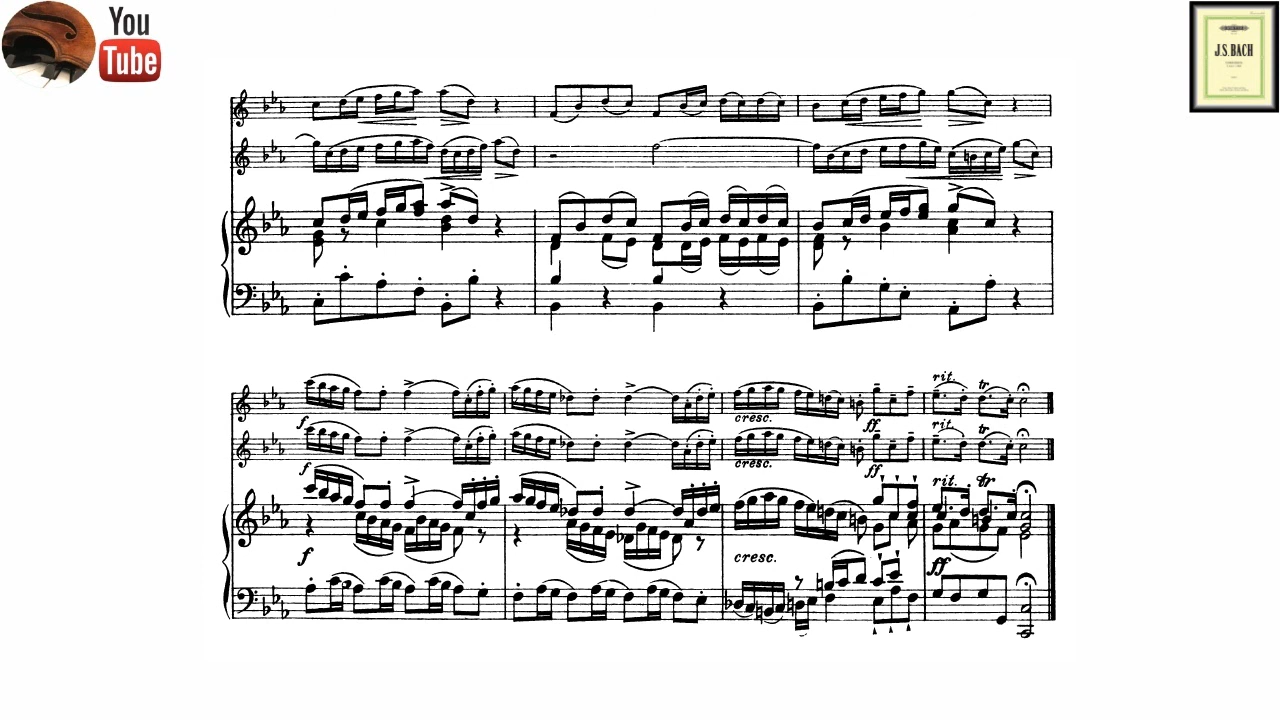 You
Tube
J.S.BACH
f
cresc.
ff
rit.
tr
f
cresc.
ff
rit.
tr
f
cresc.
rit.
tr
ff